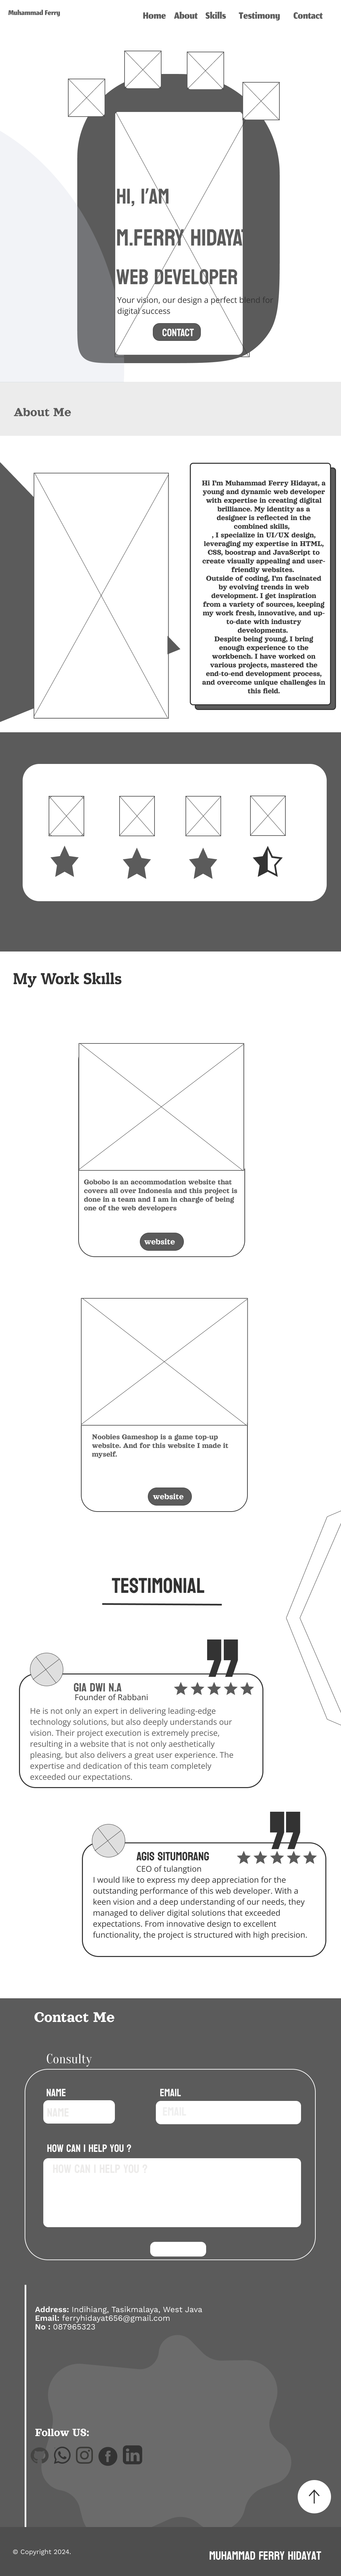 Muhammad Ferry
Home About Skills Testimony Contact
HI, I'AM
M.FERRY HIDAYA
WEB DEVELOPER
Your vision, our design a perfect blend for
digital success
CONTACT
About Me
Hi I'm Muhammad Ferry Hidayat, a
young and dynamic web developer
with expertise in creating digital
brilliance. My identity as a
designer is reflected in the
combined skills,
, I specialize in UI/UX design,
leveraging my expertise in HTML,
CSS, boostrap and JavaScript to
create visually appealing and user-
friendly websites.
Outside of coding, I'm fascinated
by evolving trends in web
development. I get inspiration
from a variety of sources, keeping
my work fresh, innovative, and up-
to-date with industry
developments.
Despite being young, I bring
enough experience to the
workbench. I have worked on
various projects, mastered the
end-to-end development process,
and overcome unique challenges in
this field.
My Work Skills
Gobobo is an accommodation website that
covers all over Indonesia and this project is
done in a team and I am in charge of being
one of the web developers
website
Noobies Gameshop is a game top-up
website. And for this website I made it
myself.
website
TESTIMONIAL
GIA DWI N.A
Founder of Rabbani
He is not only an expert in delivering leading-edge
technology solutions, but also deeply understands our
vision. Their project execution is extremely precise,
resulting in a website that is not only aesthetically
pleasing, but also delivers a great user experience. The
expertise and dedication of this team completely
exceeded our expectations.
AGIS SITUMORANG
CEO of tulangtion
I would like to express my deep appreciation for the
outstanding performance of this web developer. With a
keen vision and a deep understanding of our needs, they
managed to deliver digital solutions that exceeded
expectations. From innovative design to excellent
functionality, the project is structured with high precision.
Contact Me
Consulty
NAME EMAIL
NAME EMAIL
HOW CAN I HELP YOU ?
HOW CAN I HELP YOU ?
Address: Indihiang, Tasikmalaya, West Java
Email: ferryhidayat656@gmail.com
No : 087965323
Follow US:
© Copyright 2024.
MUHAMMAD FERRY HIDAYAT